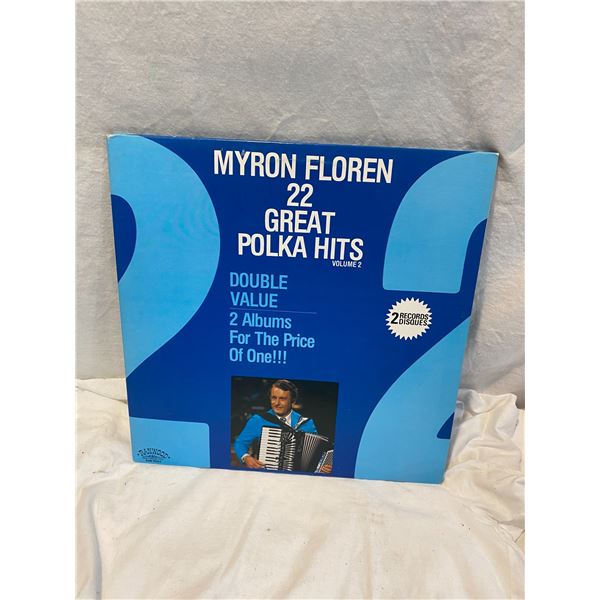 MYRON FLOREN
22
GREAT
POLKA HITS
VOLUME 2
DOUBLE
VALUE
2 Albums
For The Price
Of One!!!
2 RECORDS
DISQUES